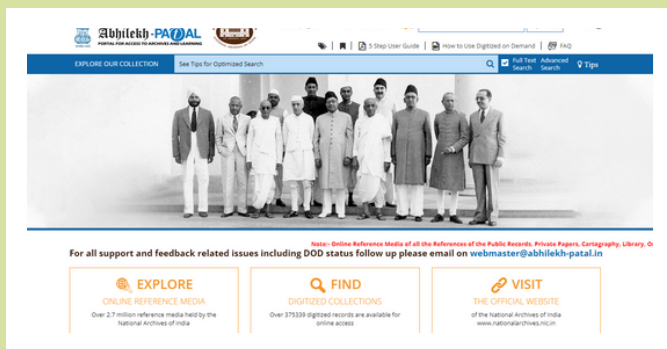 Abhilekh-PATAL
PORTAL FOR ACCESS TO ARCHIVES AND LEARNING
5 Step User Guide | How to Use Digitized on Demand | FAQ
EXPLORE OUR COLLECTION See Tips for Optimized Search Full Text Search Advanced Search Tips
Note:- Online Reference Media of all the References of the Public Records, Private Papers, Cartography, Library,
For all support and feedback related issues including DOD status follow up please email on webmaster@abhilekh-patal.in
EXPLORE
ONLINE REFERENCE MEDIA
Over 2.7 million reference media held by the
National Archives of India
FIND
DIGITIZED COLLECTIONS
Over 375339 digitized records are available for
online access
VISIT
THE OFFICIAL WEBSITE
of the National Archives of India
www.nationalarchives.nic.in